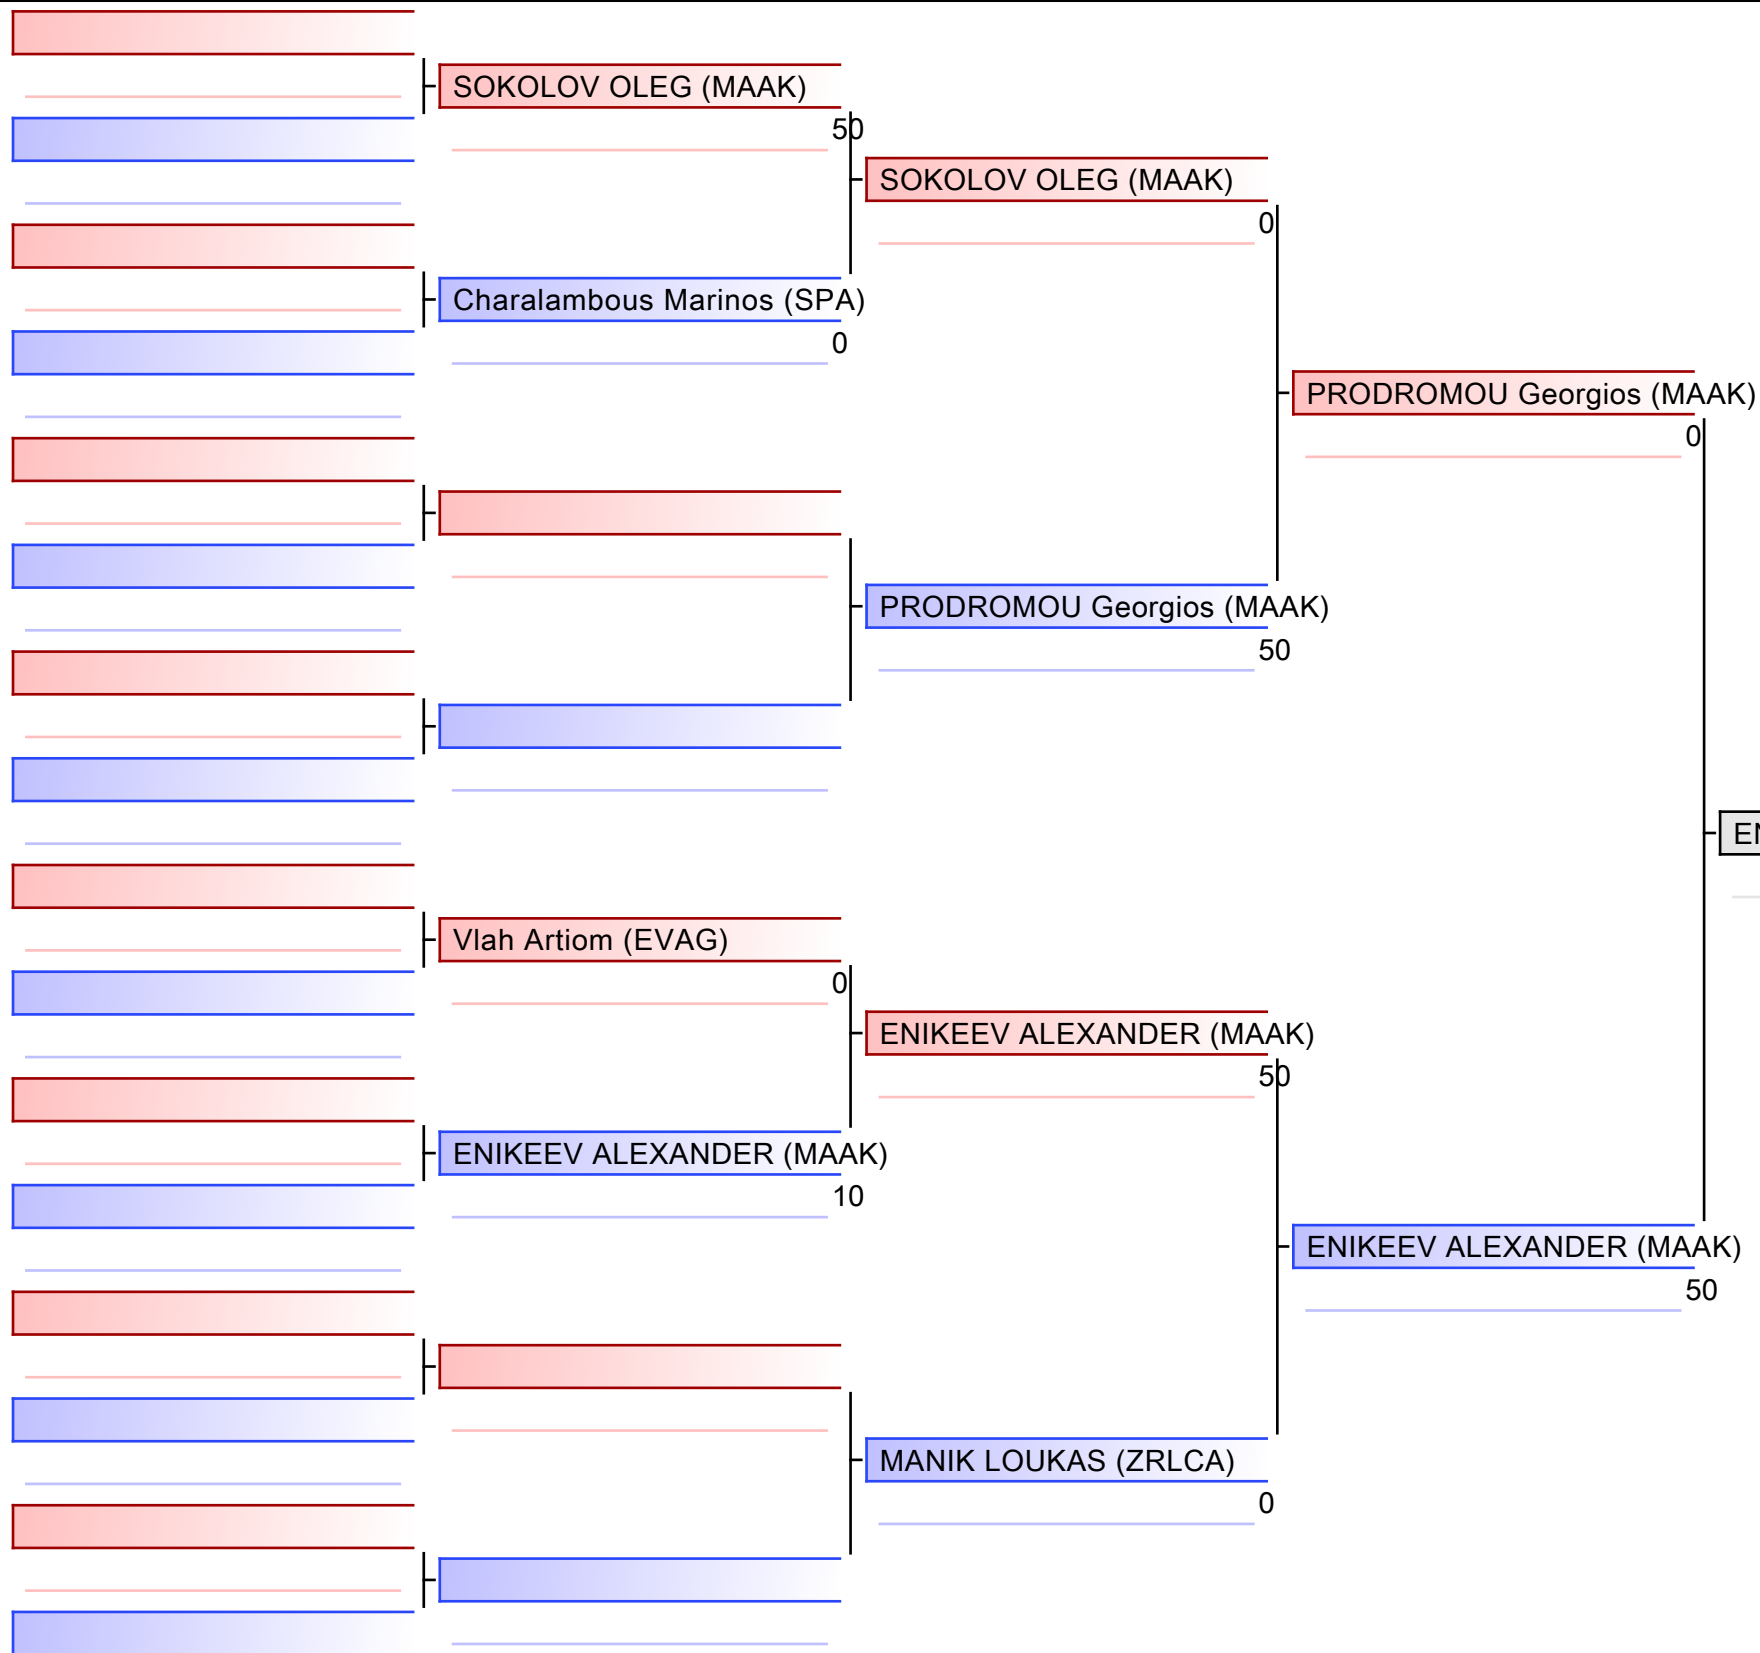 SOKOLOV OLEG (MAAK)
50
SOKOLOV OLEG (MAAK)
0
Charalambous Marinos (SPA)
0
PRODROMOU Georgios (MAAK)
0
PRODROMOU Georgios (MAAK)
50
EN
Vlah Artiom (EVAG)
0
ENIKEEV ALEXANDER (MAAK)
50
ENIKEEV ALEXANDER (MAAK)
10
ENIKEEV ALEXANDER (MAAK)
50
MANIK LOUKAS (ZRLCA)
0